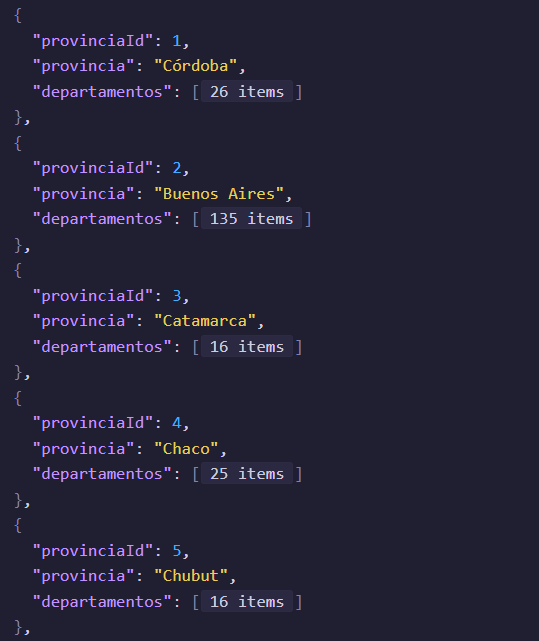 {
"provinciaId": 1,
"provincia": "Córdoba",
"departamentos": [ 26 items ]
},
{
"provinciaId": 2,
"provincia": "Buenos Aires",
"departamentos": [ 135 items ]
},
{
"provinciaId": 3,
"provincia": "Catamarca",
"departamentos": [ 16 items ]
},
{
"provinciaId": 4,
"provincia": "Chaco",
"departamentos": [ 25 items ]
},
{
"provinciaId": 5,
"provincia": "Chubut",
"departamentos": [ 16 items ]
},